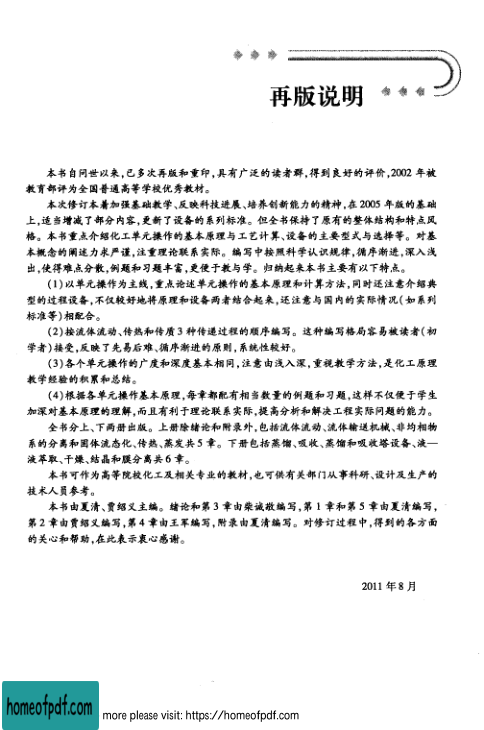 再版说明
本书自问世以来,已多次再版和重印,具有广泛的读者群,得到良好的评价,2002 年被
教育部评为全国普通高等学校优秀教材。
本次修订本着加强基础教学、反映科技进展、培养创新能力的精神,在 2005 年版的基础
上,适当增减了部分内容,更新了设备的系列标准。但全书保持了原有的整体结构和特点风
格。本书重点介绍化工单元操作的基本原理与工艺计算、设备的主要型式与选择等。对基
本概念的阐述力求严谨,注重理论联系实际。编写中按照科学认识规律,循序渐进,深入浅
出,使得难点分散,例题和习题丰富,更便于教与学。归纳起来本书主要有以下特点。
(1)以单元操作为主线,重点论述单元操作的基本原理和计算方法,同时还注意介绍典
型的过程设备,不仅较好地将原理和设备两者结合起来,还注意与国内的实际情况(如系列
标准等)相配合。
(2)按流体流动、传热和传质 3 种传递过程的顺序编写。这种编写格局容易被读者(初
学者)接受,反映了先易后难、循序渐进的原则,系统性较好。
(3)各个单元操作的广度和深度基本相同,注意由浅入深,重视教学方法,是化工原理
教学经验的积累和总结。
(4)根据各单元操作基本原理,每章都配有相当数量的例题和习题,这样不仅便于学生
加深对基本原理的理解,而且有利于理论联系实际,提高分析和解决工程实际问题的能力。
全书分上、下两册出版。上册除绪论和附录外,包括流体流动、流体输送机械、非均相物
系的分离和固体流态化、传热、蒸发共 5 章。下册包括蒸馏、吸收、蒸馏和吸收塔设备、液—
液萃取、干燥、结晶和膜分离共 6 章。
本书可作为高等院校化工及相关专业的教材,也可供有关部门从事科研、设计及生产的
技术人员参考。
本书由夏清、贾绍义主编。绪论和第 3 章由柴诚敬编写,第 1 章和第 5 章由夏清编写,
第 2 章由贾绍义编写,第 4 章由王军编写,附录由夏清编写。对修订过程中,得到的各方面
的关心和帮助,在此表示衷心感谢。
2011 年 8 月
homeofpdf.com
more please visit: https://homeofpdf.com